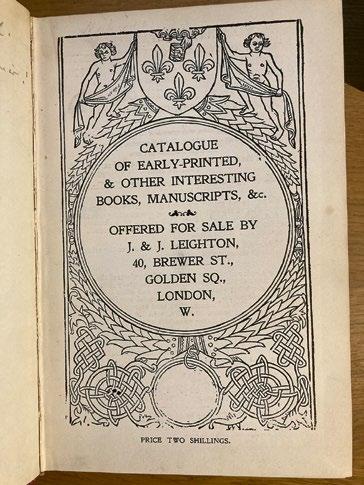 CATALOGUE
OF EARLY-PRINTED,
& OTHER INTERESTING
BOOKS, MANUSCRIPTS, &c.
OFFERED FOR SALE BY
J. & J. LEIGHTON,
40, BREWER ST.,
GOLDEN SQ.,
LONDON,
W.
PRICE TWO SHILLINGS.